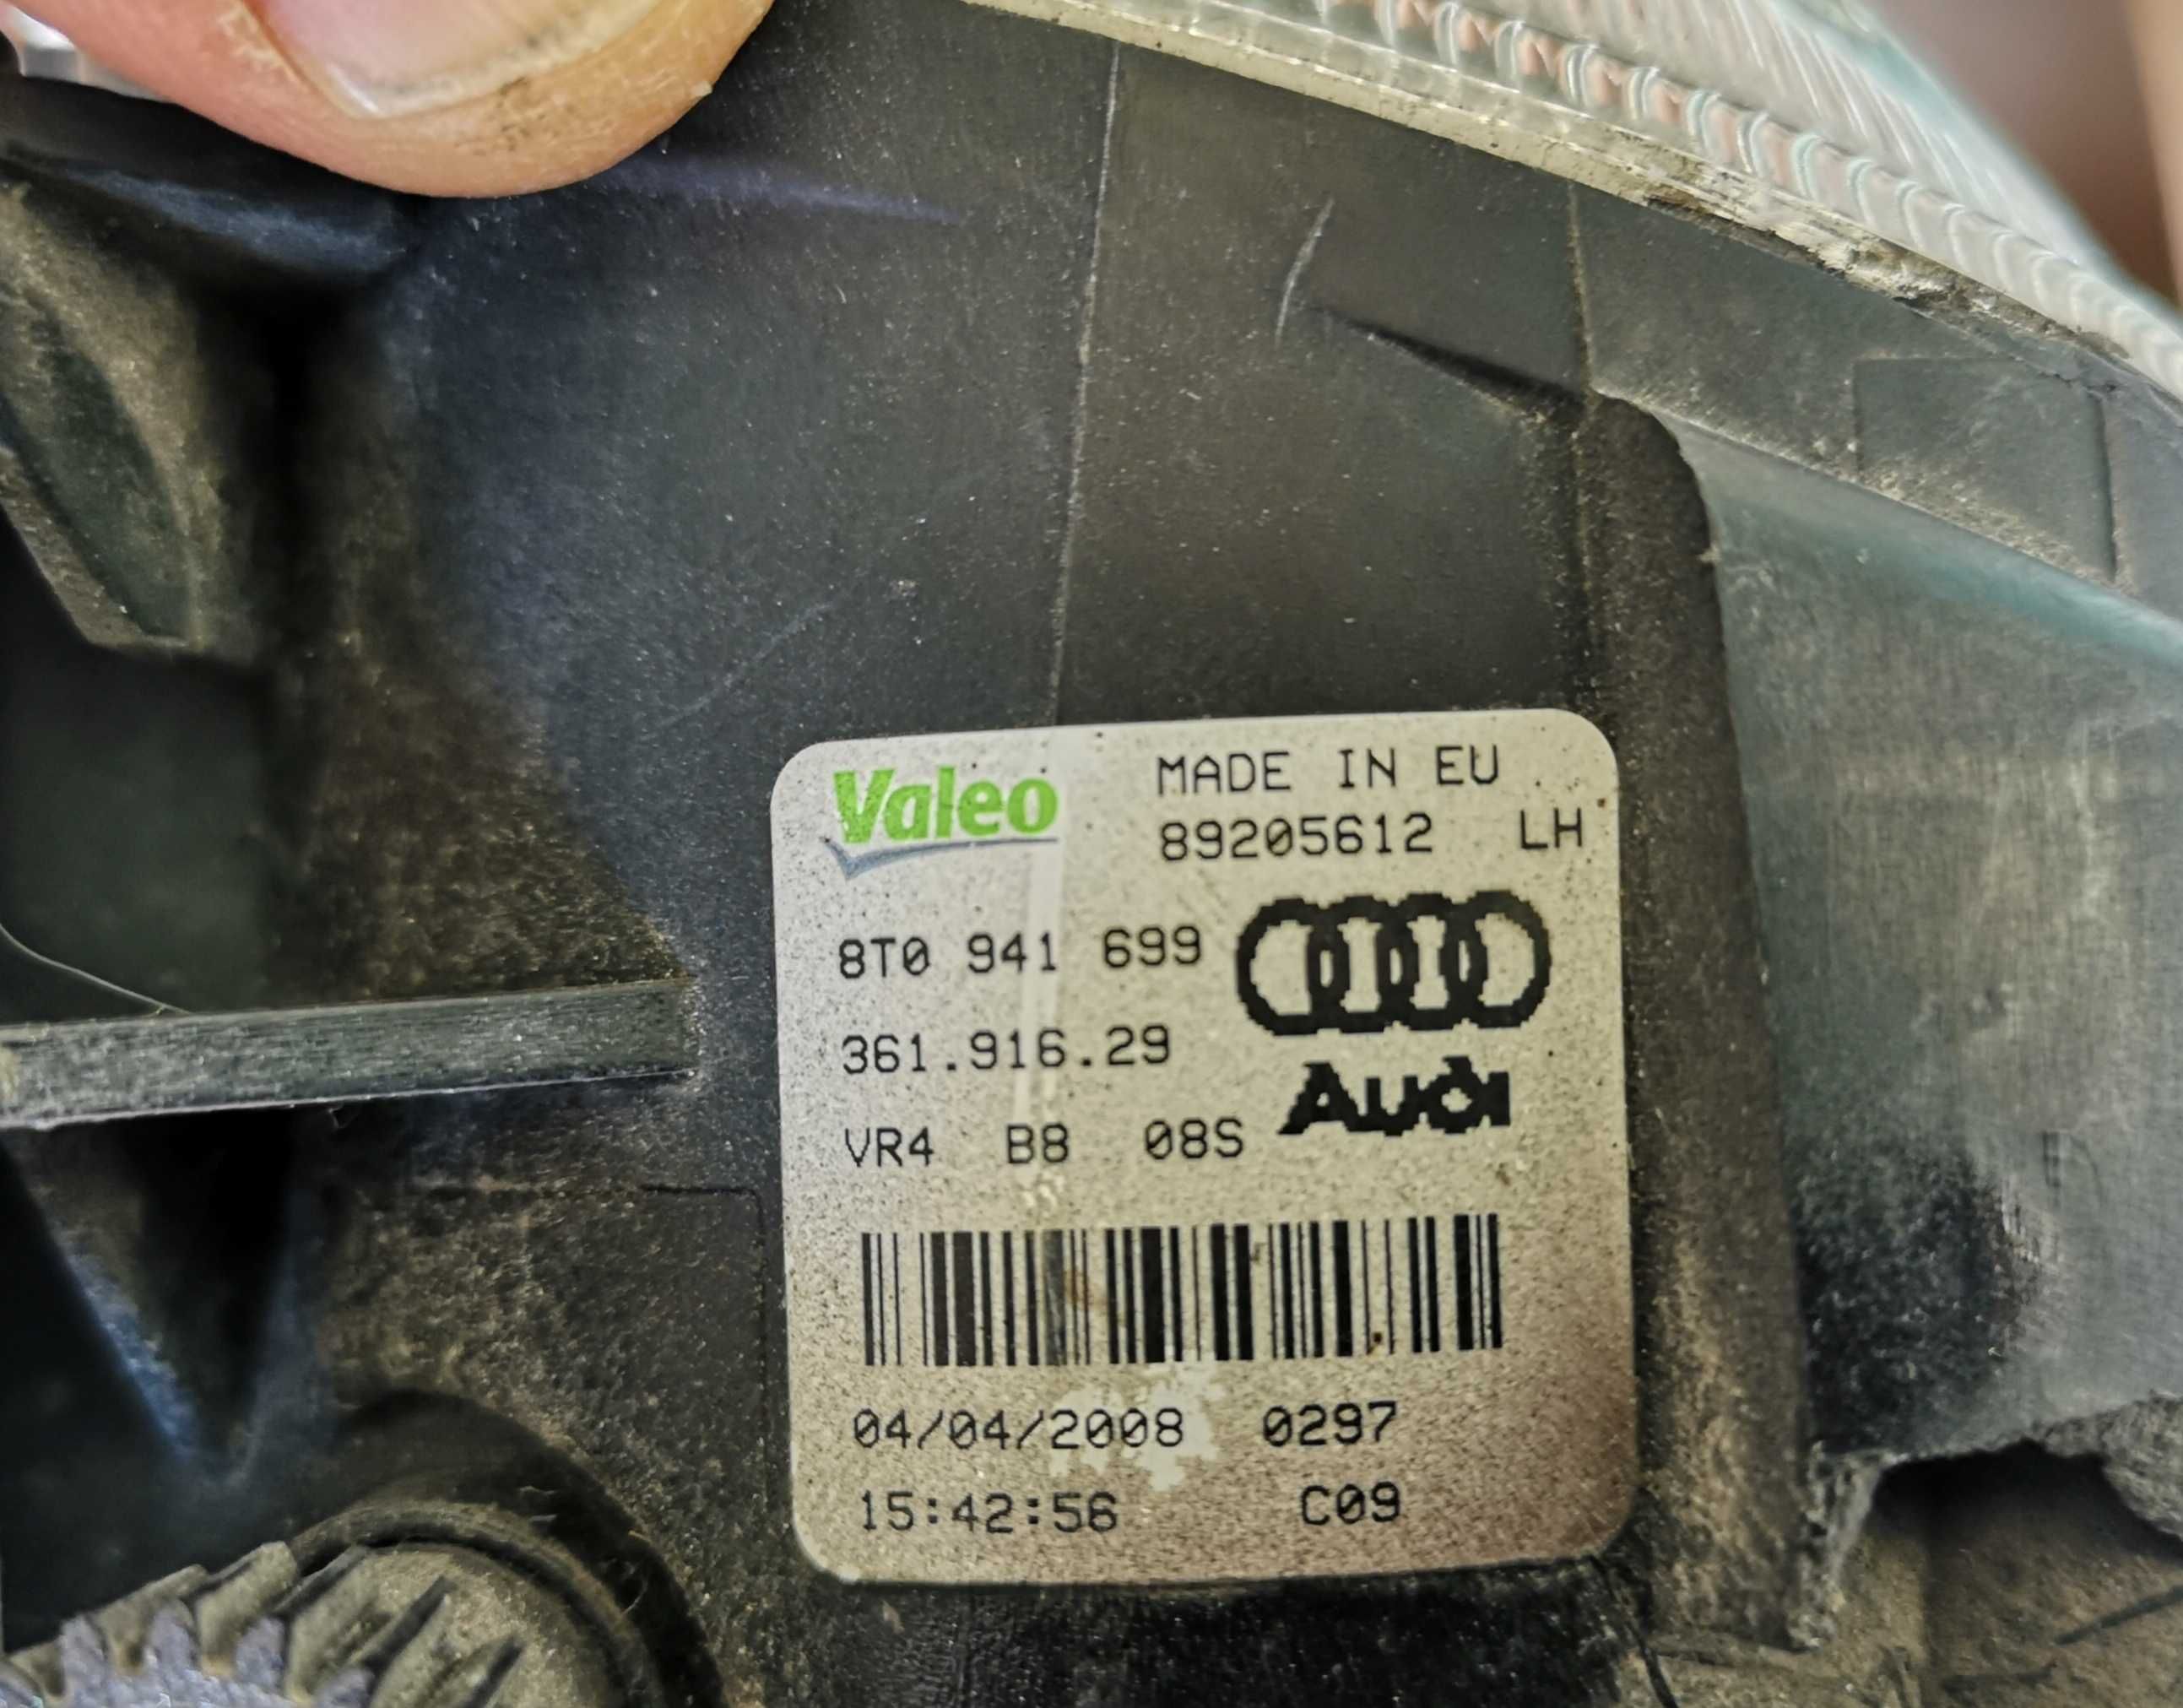 Valeo MADE IN EU
89205612 LH
8T0 941 699
361.916.29
Audi
VR4 B8 08S
04/04/2008 0297
15:42:56 C09